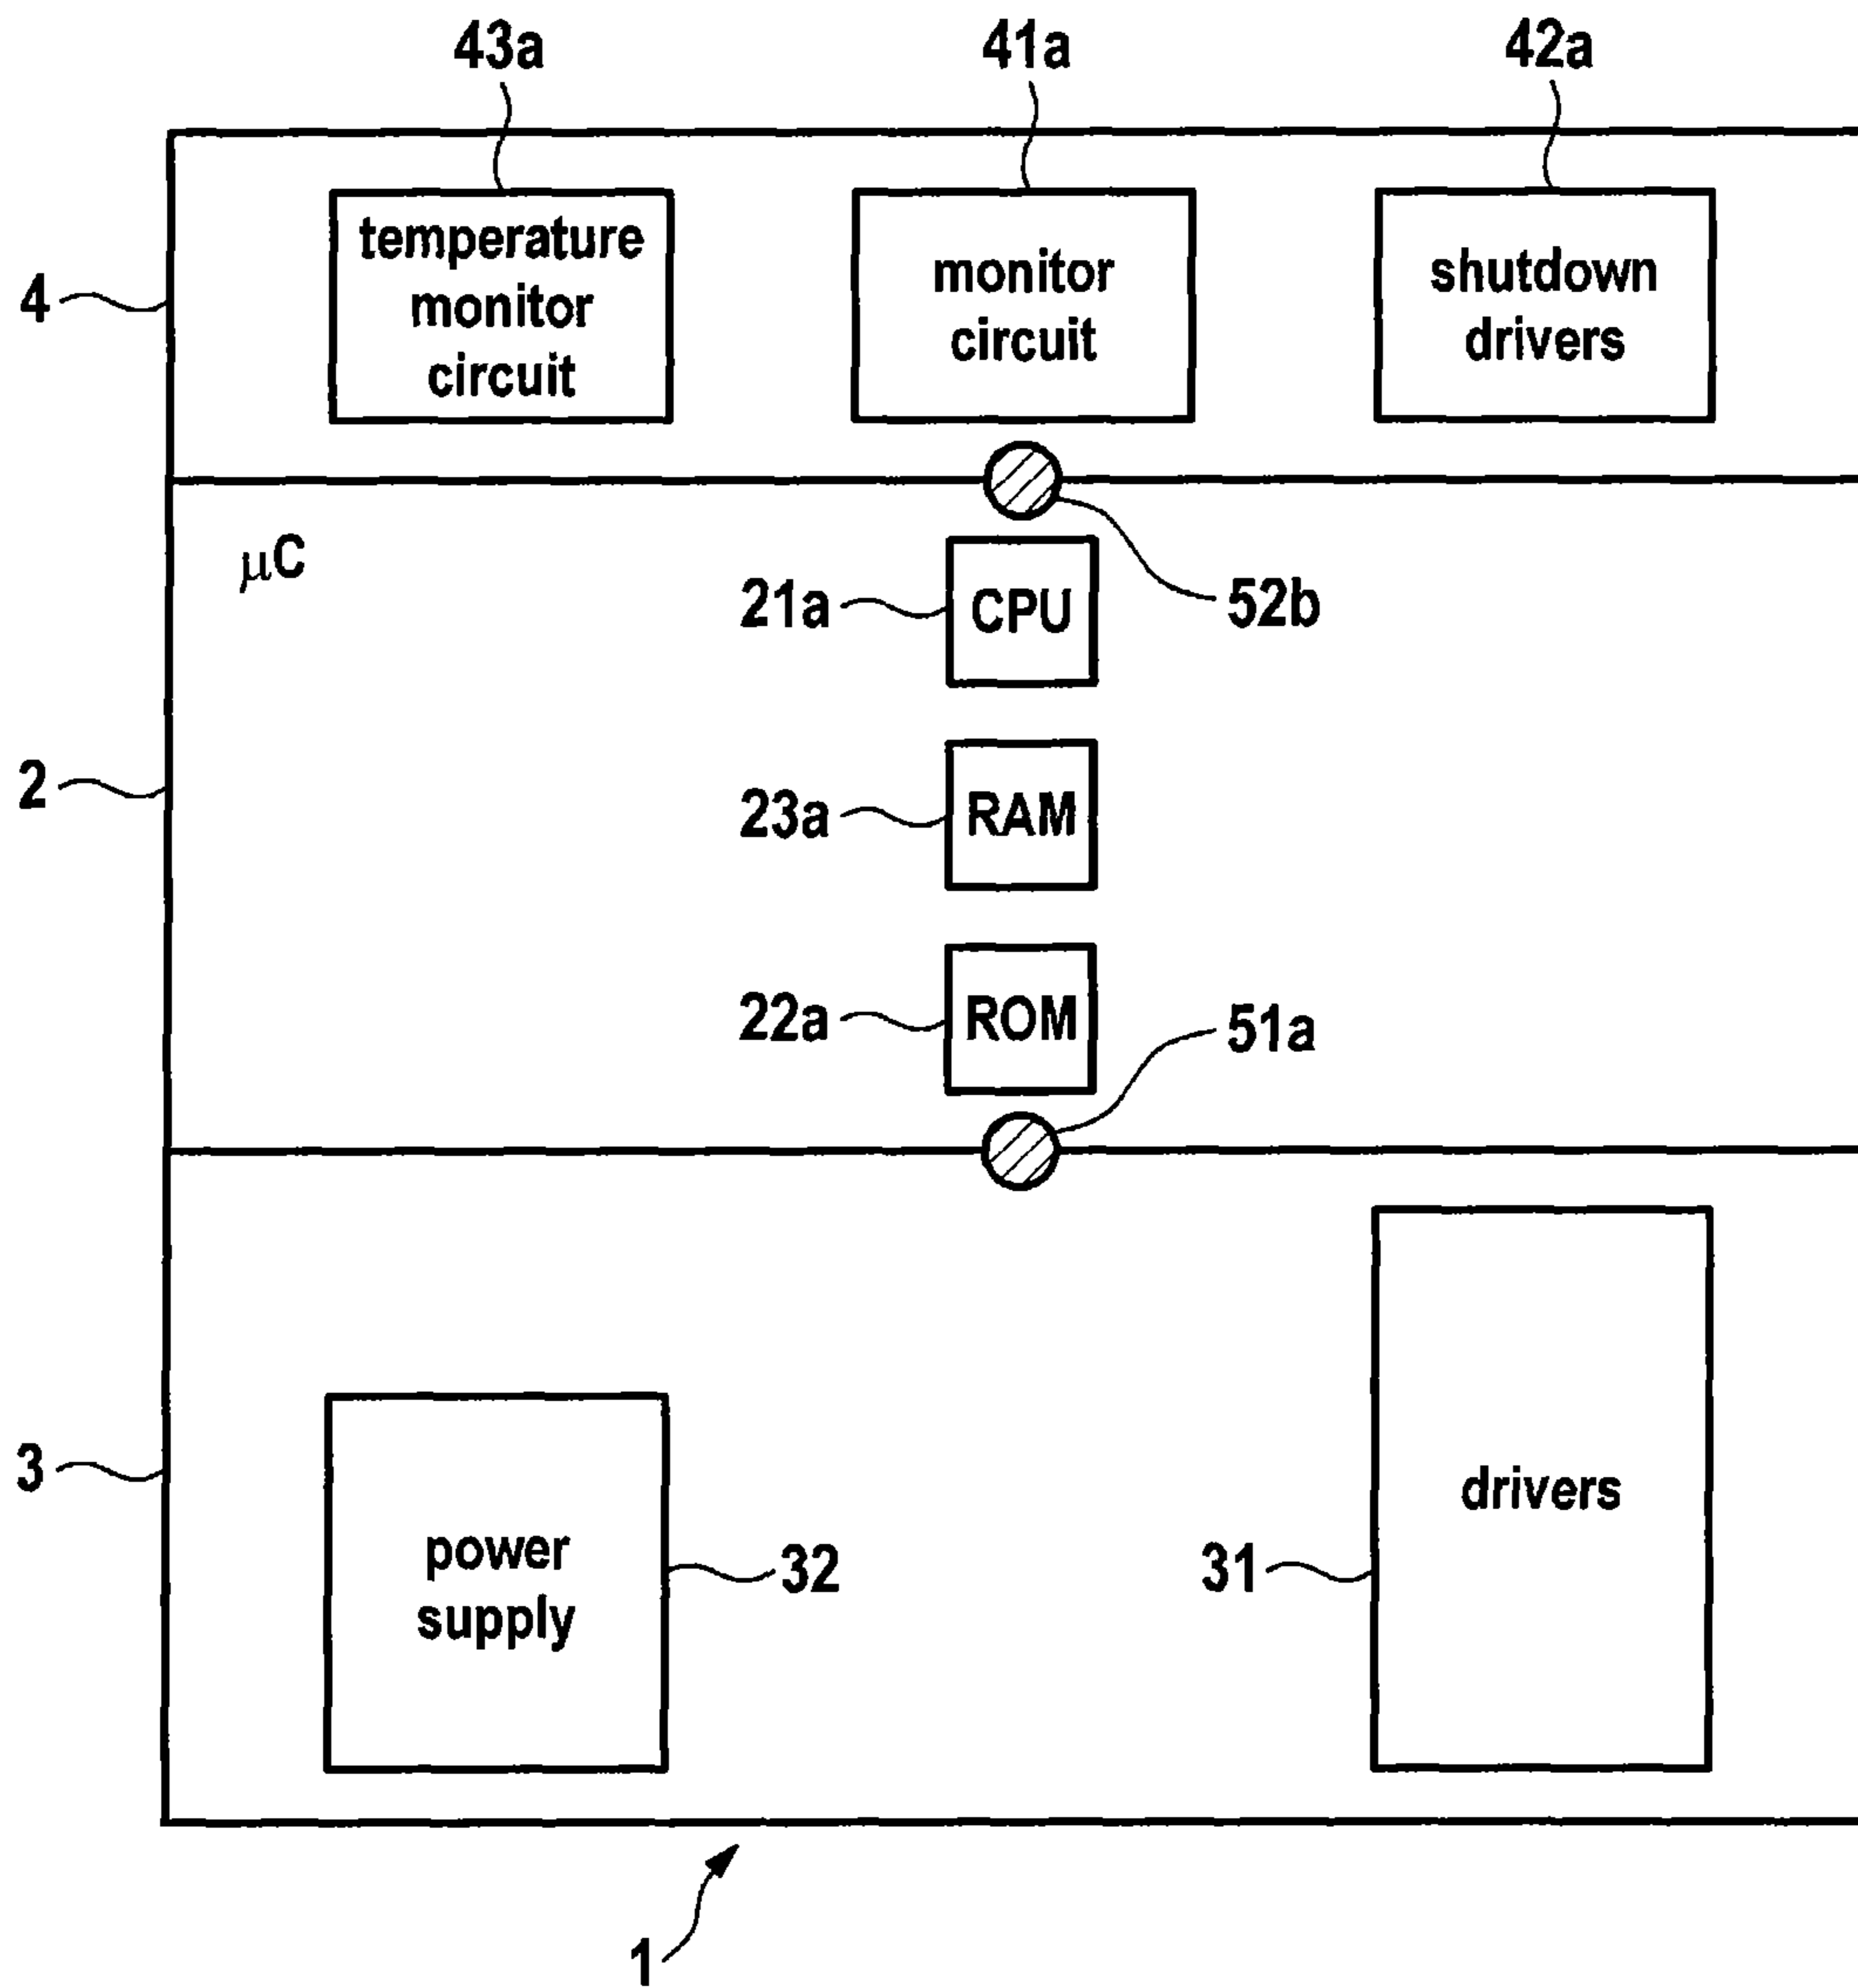 43a
41a
42a
temperature
monitor
circuit
monitor
circuit
shutdown
drivers
4
μC
21a
CPU
52b
2
23a
RAM
22a
ROM
51a
3
power
supply
32
31
drivers
1